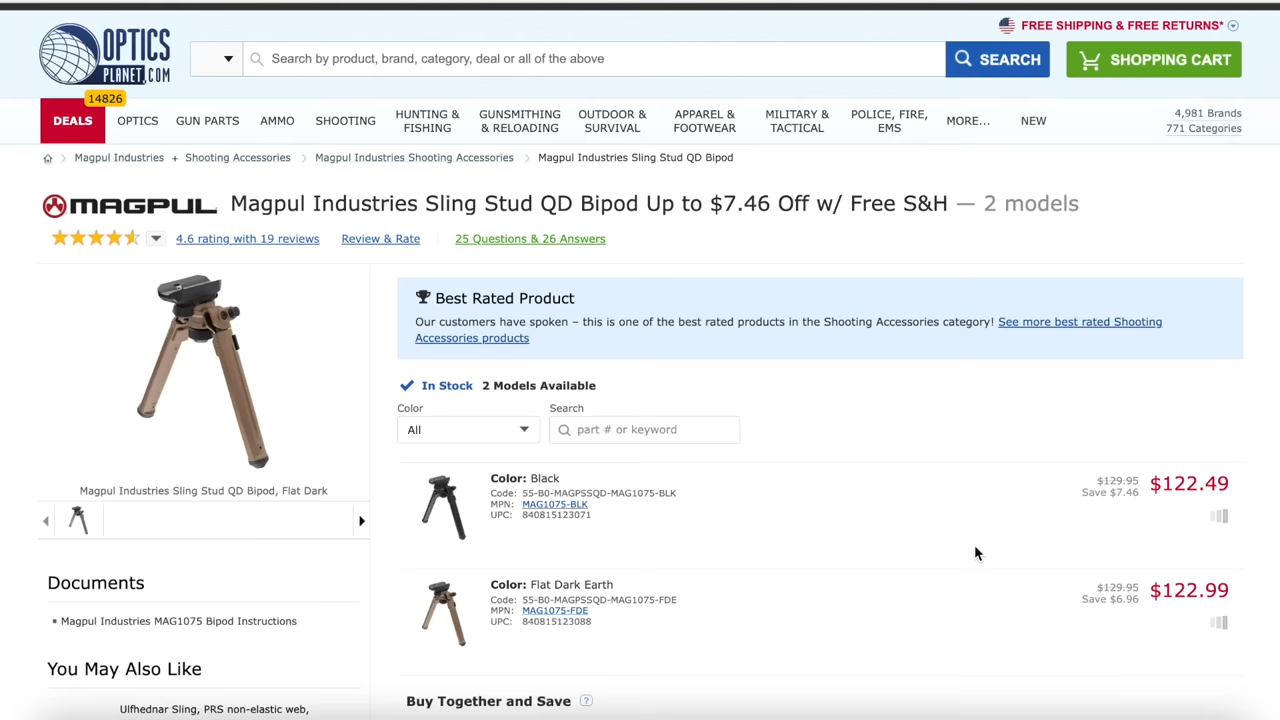 FREE SHIPPING & FREE RETURNS*
OPTICS
PLANET.COM
Search by product, brand, category, deal or all of the above
SEARCH
SHOPPING CART
14826
DEALS
OPTICS
GUN PARTS
AMMO
SHOOTING
HUNTING &
FISHING
GUNSMITHING
& RELOADING
OUTDOOR &
SURVIVAL
APPAREL &
FOOTWEAR
MILITARY &
TACTICAL
POLICE, FIRE,
EMS
MORE...
NEW
4,981 Brands
771 Categories
Magpul Industries + Shooting Accessories
Magpul Industries Shooting Accessories
Magpul Industries Sling Stud QD Bipod
MAGPUL
Magpul Industries Sling Stud QD Bipod Up to $7.46 Off w/ Free S&H — 2 models
4.6 rating with 19 reviews
Review & Rate
25 Questions & 26 Answers
Magpul Industries Sling Stud QD Bipod, Flat Dark
Documents
Magpul Industries MAG1075 Bipod Instructions
You May Also Like
Ulfhednar Sling, PRS non-elastic web,
Best Rated Product
Our customers have spoken – this is one of the best rated products in the Shooting Accessories category! See more best rated Shooting
Accessories products
In Stock 2 Models Available
Color
Search
All
part # or keyword
Color: Black
Code: 55-B0-MAGPSSQD-MAG1075-BLK
MPN: MAG1075-BLK
UPC: 840815123071
$129.95
Save $7.46
$122.49
Color: Flat Dark Earth
Code: 55-B0-MAGPSSQD-MAG1075-FDE
MPN: MAG1075-FDE
UPC: 840815123088
$129.95
Save $6.96
$122.99
Buy Together and Save ?